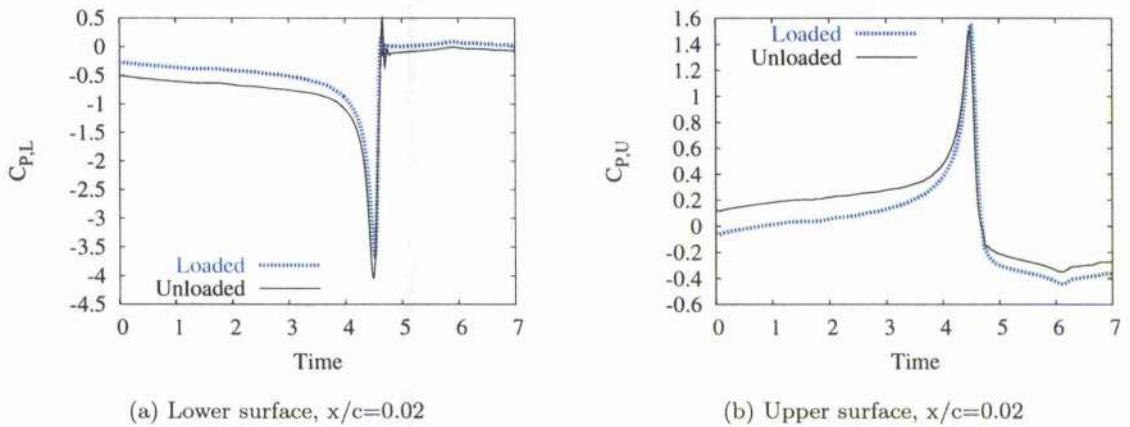 0.5
0
-0.5
-1
-1.5
-2
-2.5
-3
-3.5
-4
-4.5
C_{P,L}
Loaded
Unloaded
0 1 2 3 4 5 6 7
Time
(a) Lower surface, x/c=0.02
1.6
1.4
1.2
1
0.8
0.6
0.4
0.2
0
-0.2
-0.4
-0.6
C_{P,U}
Loaded
Unloaded
0 1 2 3 4 5 6 7
Time
(b) Upper surface, x/c=0.02